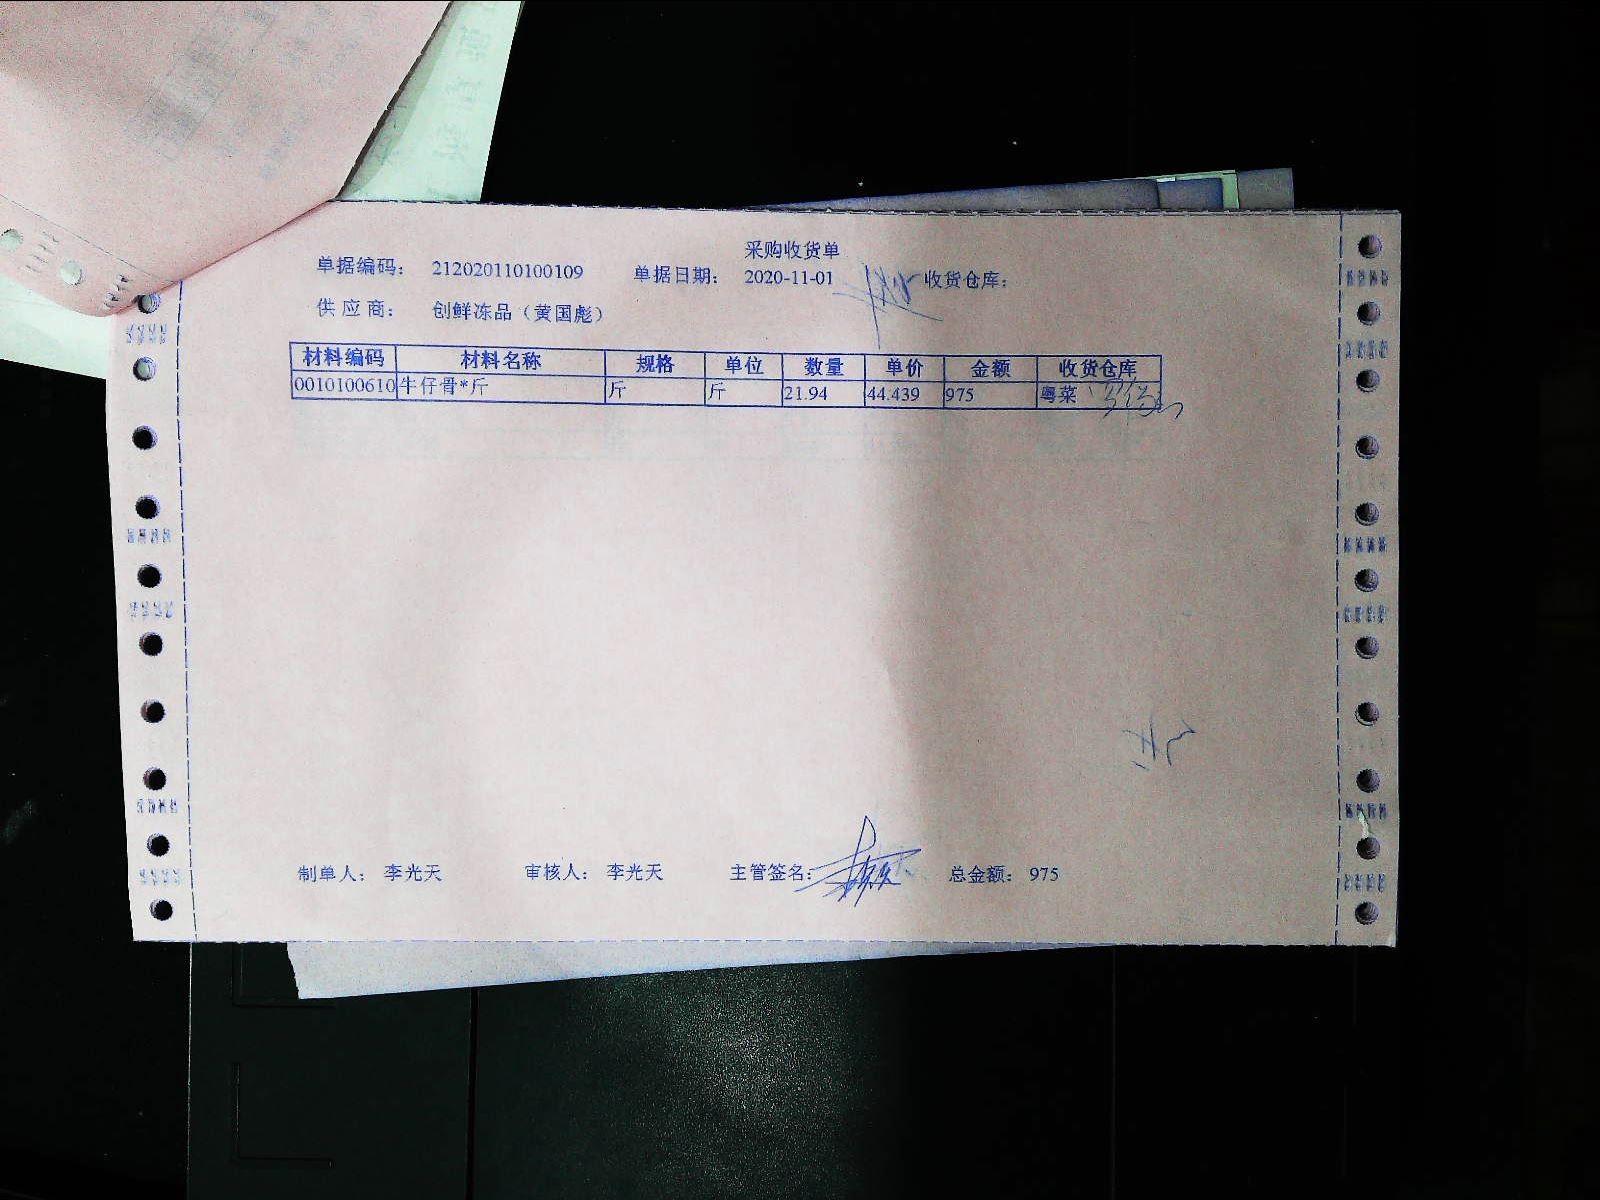 采购收货单
单据编码： 212020110100109 单据日期： 2020-11-01 收货仓库：
供应商： 创鲜冻品（黄国彪）
材料编码 材料名称 规格 单位 数量 单价 金额 收货仓库
0010100610 牛仔骨*斤 斤 斤 21.94 44.439 975 粤菜
制单人： 李光天 审核人： 李光天 主管签名： 总金额： 975